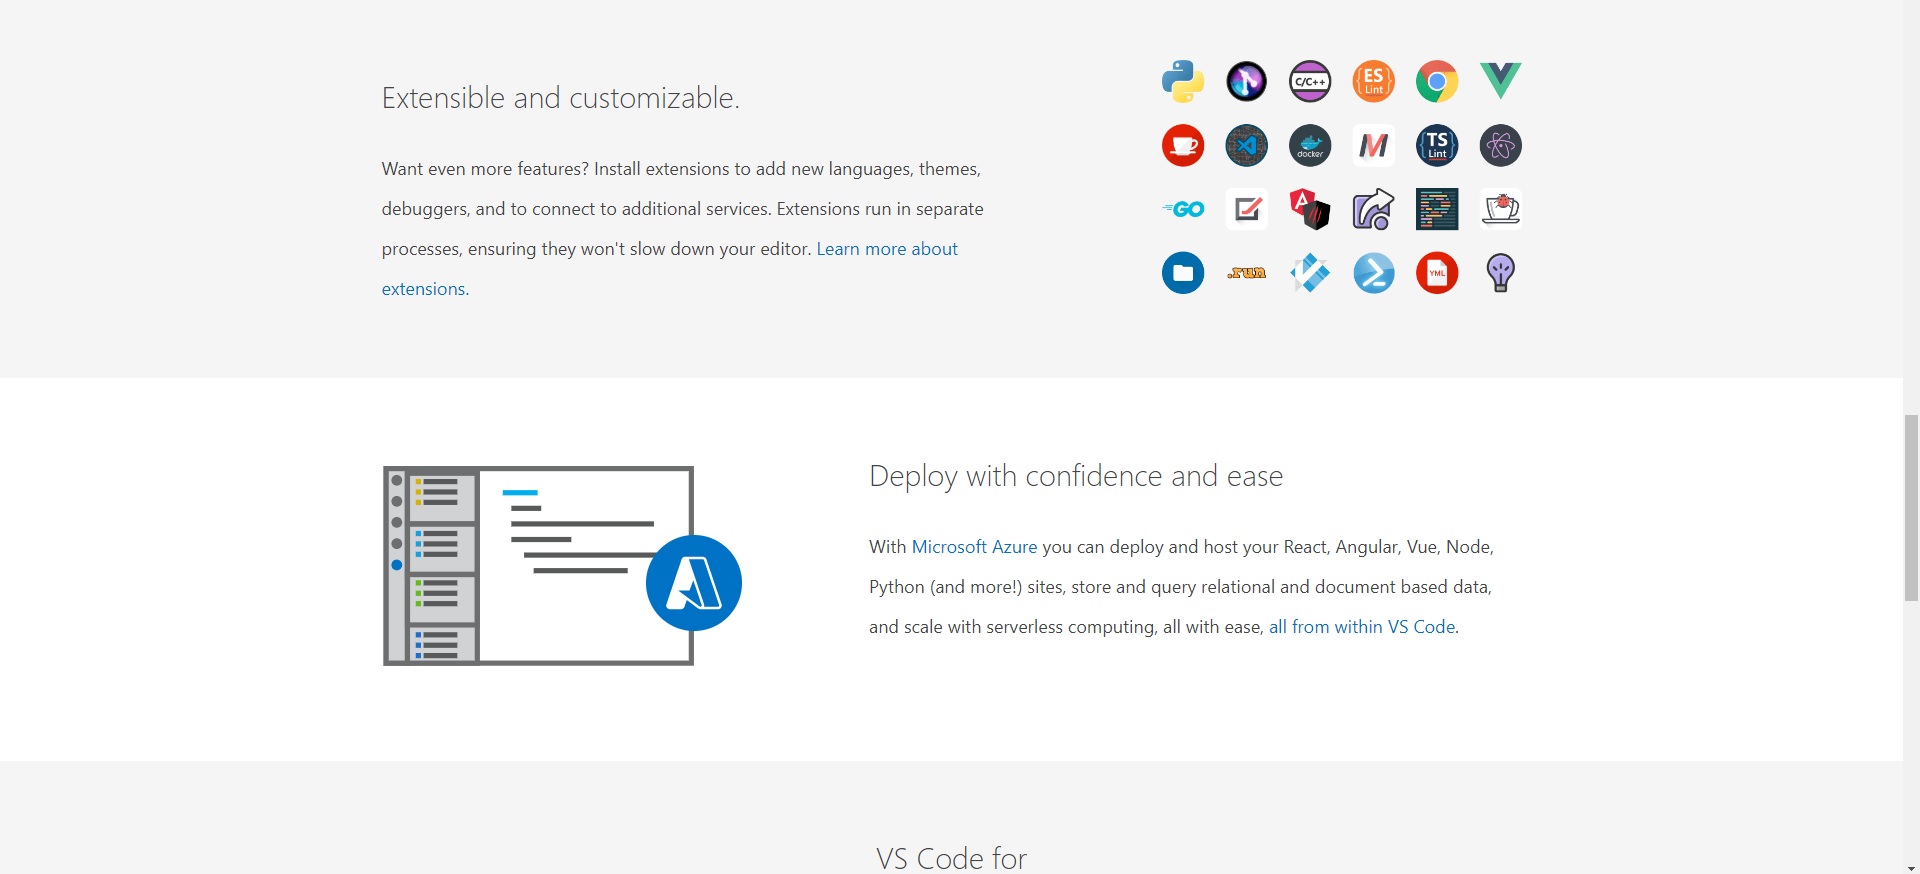 Extensible and customizable.
Want even more features? Install extensions to add new languages, themes,
debuggers, and to connect to additional services. Extensions run in separate
processes, ensuring they won't slow down your editor. Learn more about
extensions.
C/C++
ES
Lint
docker
M
TS
Lint
GO
.run
YML
Deploy with confidence and ease
With Microsoft Azure you can deploy and host your React, Angular, Vue, Node,
Python (and more!) sites, store and query relational and document based data,
and scale with serverless computing, all with ease, all from within VS Code.
VS Code for